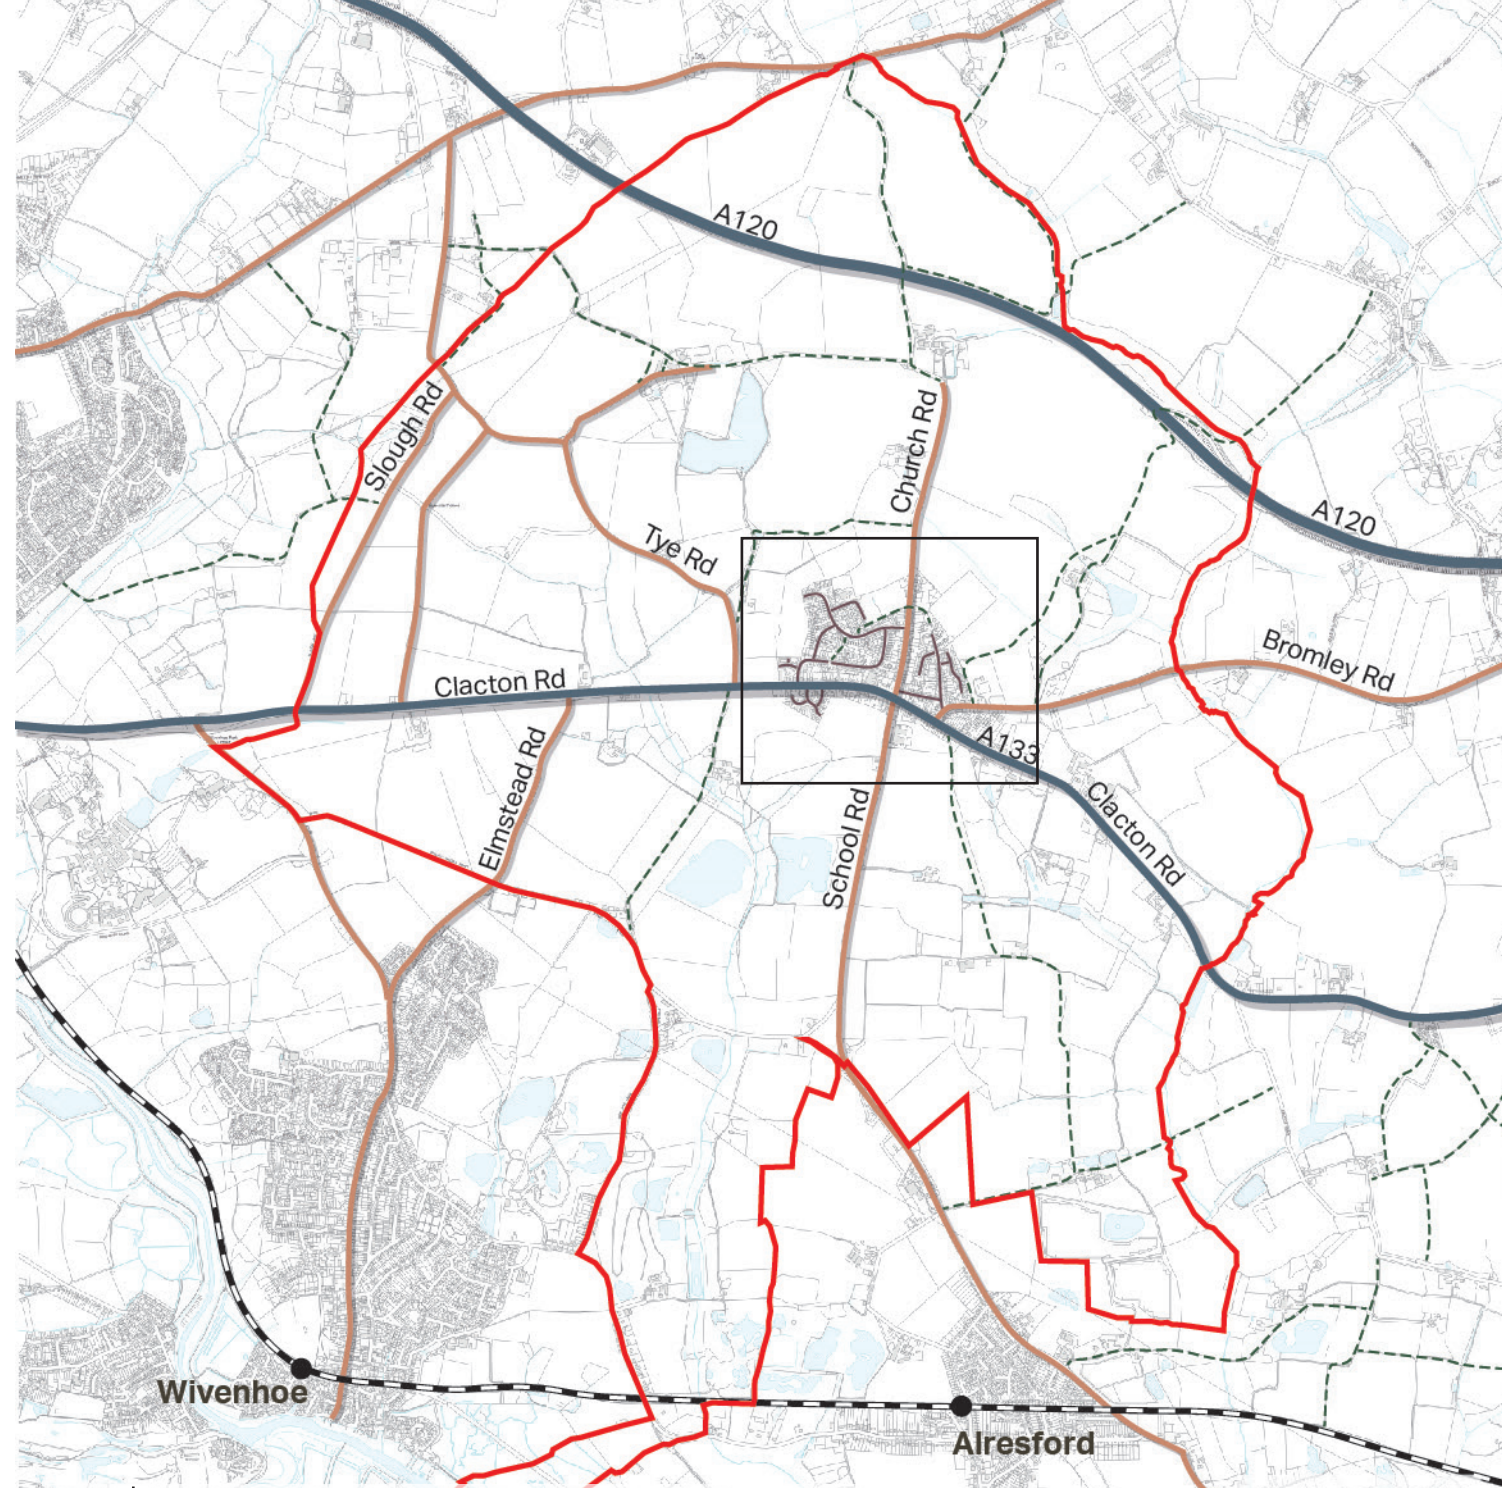 A120
Slough Rd
Church Rd
Tye Rd
A120
Bromley Rd
Clacton Rd
A133
Elmstead Rd
Clacton Rd
School Rd
Wivenhoe
Alresford